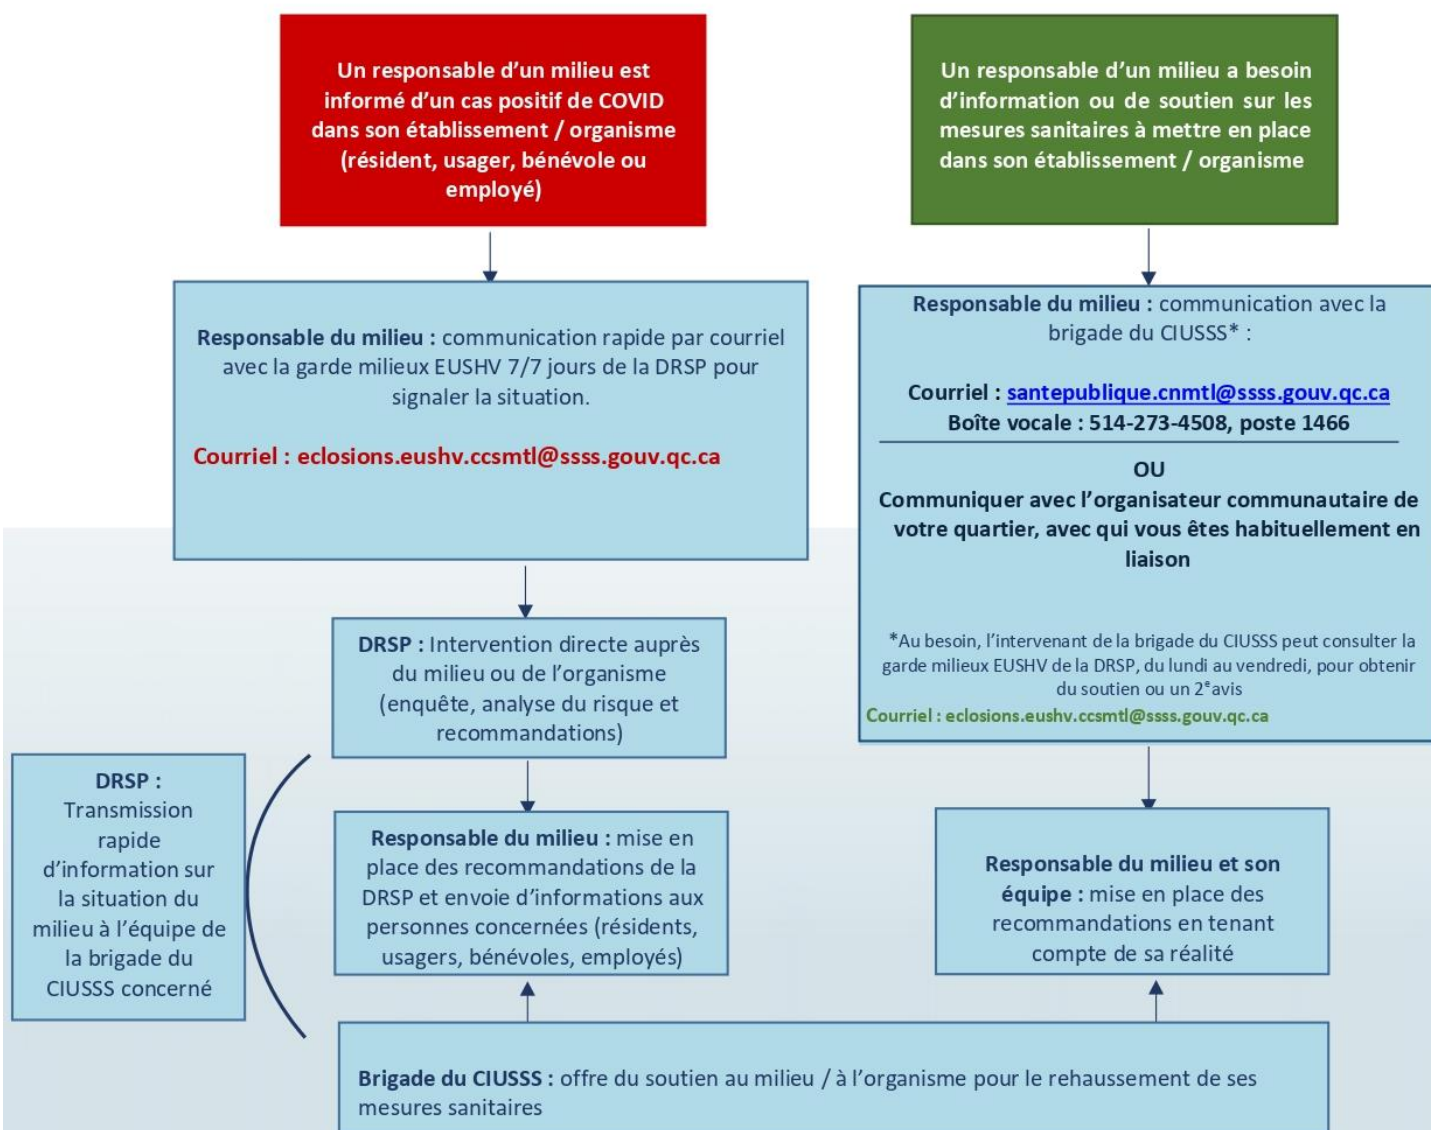 Un responsable d'un milieu est
informé d'un cas positif de COVID
dans son établissement / organisme
(résident, usager, bénévole ou
employé)
Un responsable d'un milieu a besoin
d'information ou de soutien sur les
mesures sanitaires à mettre en place
dans son établissement / organisme
Responsable du milieu : communication rapide par courriel
avec la garde milieux EUSHV 7/7 jours de la DRSP pour
signaler la situation.
Courriel : eclosions.eushv.ccsmtl@ssss.gouv.qc.ca
Responsable du milieu : communication avec la
brigade du CIUSSS* :
Courriel : santepublique.cnmtl@ssss.gouv.qc.ca
Boîte vocale : 514-273-4508, poste 1466
OU
Communiquer avec l'organisateur communautaire de
votre quartier, avec qui vous êtes habituellement en
liaison
*Au besoin, l'intervenant de la brigade du CIUSSS peut consulter la
garde milieux EUSHV de la DRSP, du lundi au vendredi, pour obtenir
du soutien ou un 2ᵉ avis
Courriel : eclosions.eushv.ccsmtl@ssss.gouv.qc.ca
DRSP : Intervention directe auprès
du milieu ou de l'organisme
(enquête, analyse du risque et
recommandations)
DRSP :
Transmission
rapide
d'information sur
la situation du
milieu à l'équipe de
la brigade du
CIUSSS concerné
Responsable du milieu : mise en
place des recommandations de la
DRSP et envoie d'informations aux
personnes concernées (résidents,
usagers, bénévoles, employés)
Responsable du milieu et son
équipe : mise en place des
recommandations en tenant
compte de sa réalité
Brigade du CIUSSS : offre du soutien au milieu / à l'organisme pour le rehaussement de ses
mesures sanitaires